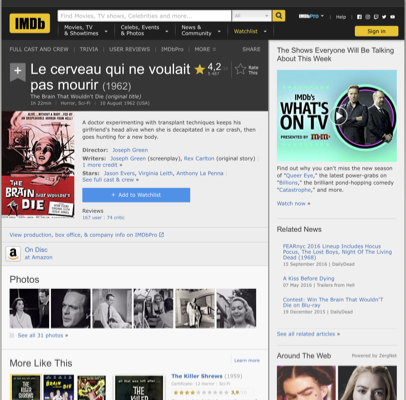 IMDb
Find Movies, TV shows, Celebrities and more...
All
IMDbPro
Help
Movies, TV
& Showtimes
Celebs, Events
& Photos
News &
Community
Watchlist
Sign in
FULL CAST AND CREW
TRIVIA
USER REVIEWS
IMDbPro
MORE
SHARE
Le cerveau qui ne voulait
pas mourir (1962)
The Brain That Wouldn't Die (original title)
1h 22min | Horror, Sci-Fi | 10 August 1962 (USA)
4,2
Rate
This
A doctor experimenting with transplant techniques keeps his
girlfriend's head alive when she is decapitated in a car crash, then
goes hunting for a new body.
Director: Joseph Green
Writers: Joseph Green (screenplay), Rex Carlton (original story) |
1 more credit »
Stars: Jason Evers, Virginia Leith, Anthony La Penna |
See full cast & crew »
+ Add to Watchlist
Reviews
THE
BRAIN
that wouldn't
DIE
View production, box office, & company info on IMDbPro
a
On Disc
at Amazon
Photos
See all 31 photos »
More Like This
Learn more
The Killer Shrews (1959)
The Shows Everyone Will Be Talking
About This Week
IMDb's
WHAT'S
ON TV
PRESENTED BY
Find out why you can't miss the new season
of "Queer Eye," the latest power-grabs on
"Billions," the brilliant pond-hopping comedy
"Catastrophe," and more.
Watch now »
Related News
FEARnyc 2016 Lineup Includes Hocus
Pocus, The Lost Boys, Night Of The Living
Dead (1968)
15 September 2016 | DailyDead
A Kiss Before Dying
07 May 2016 | Trailers from Hell
Contest: Win The Brain That Wouldn'T
Die on Blu-ray
19 December 2015 | DailyDead
See all related articles »
Around The Web
Powered by ZergNet